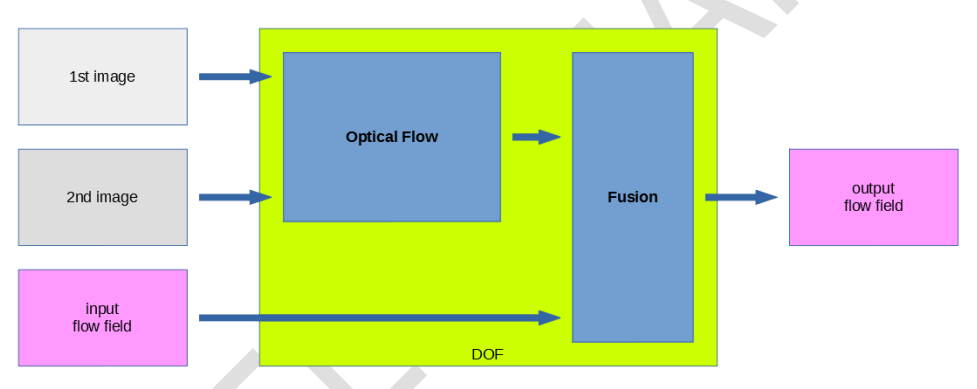 1st image
Optical Flow
2nd image
Fusion
output
flow field
input
flow field
DOF